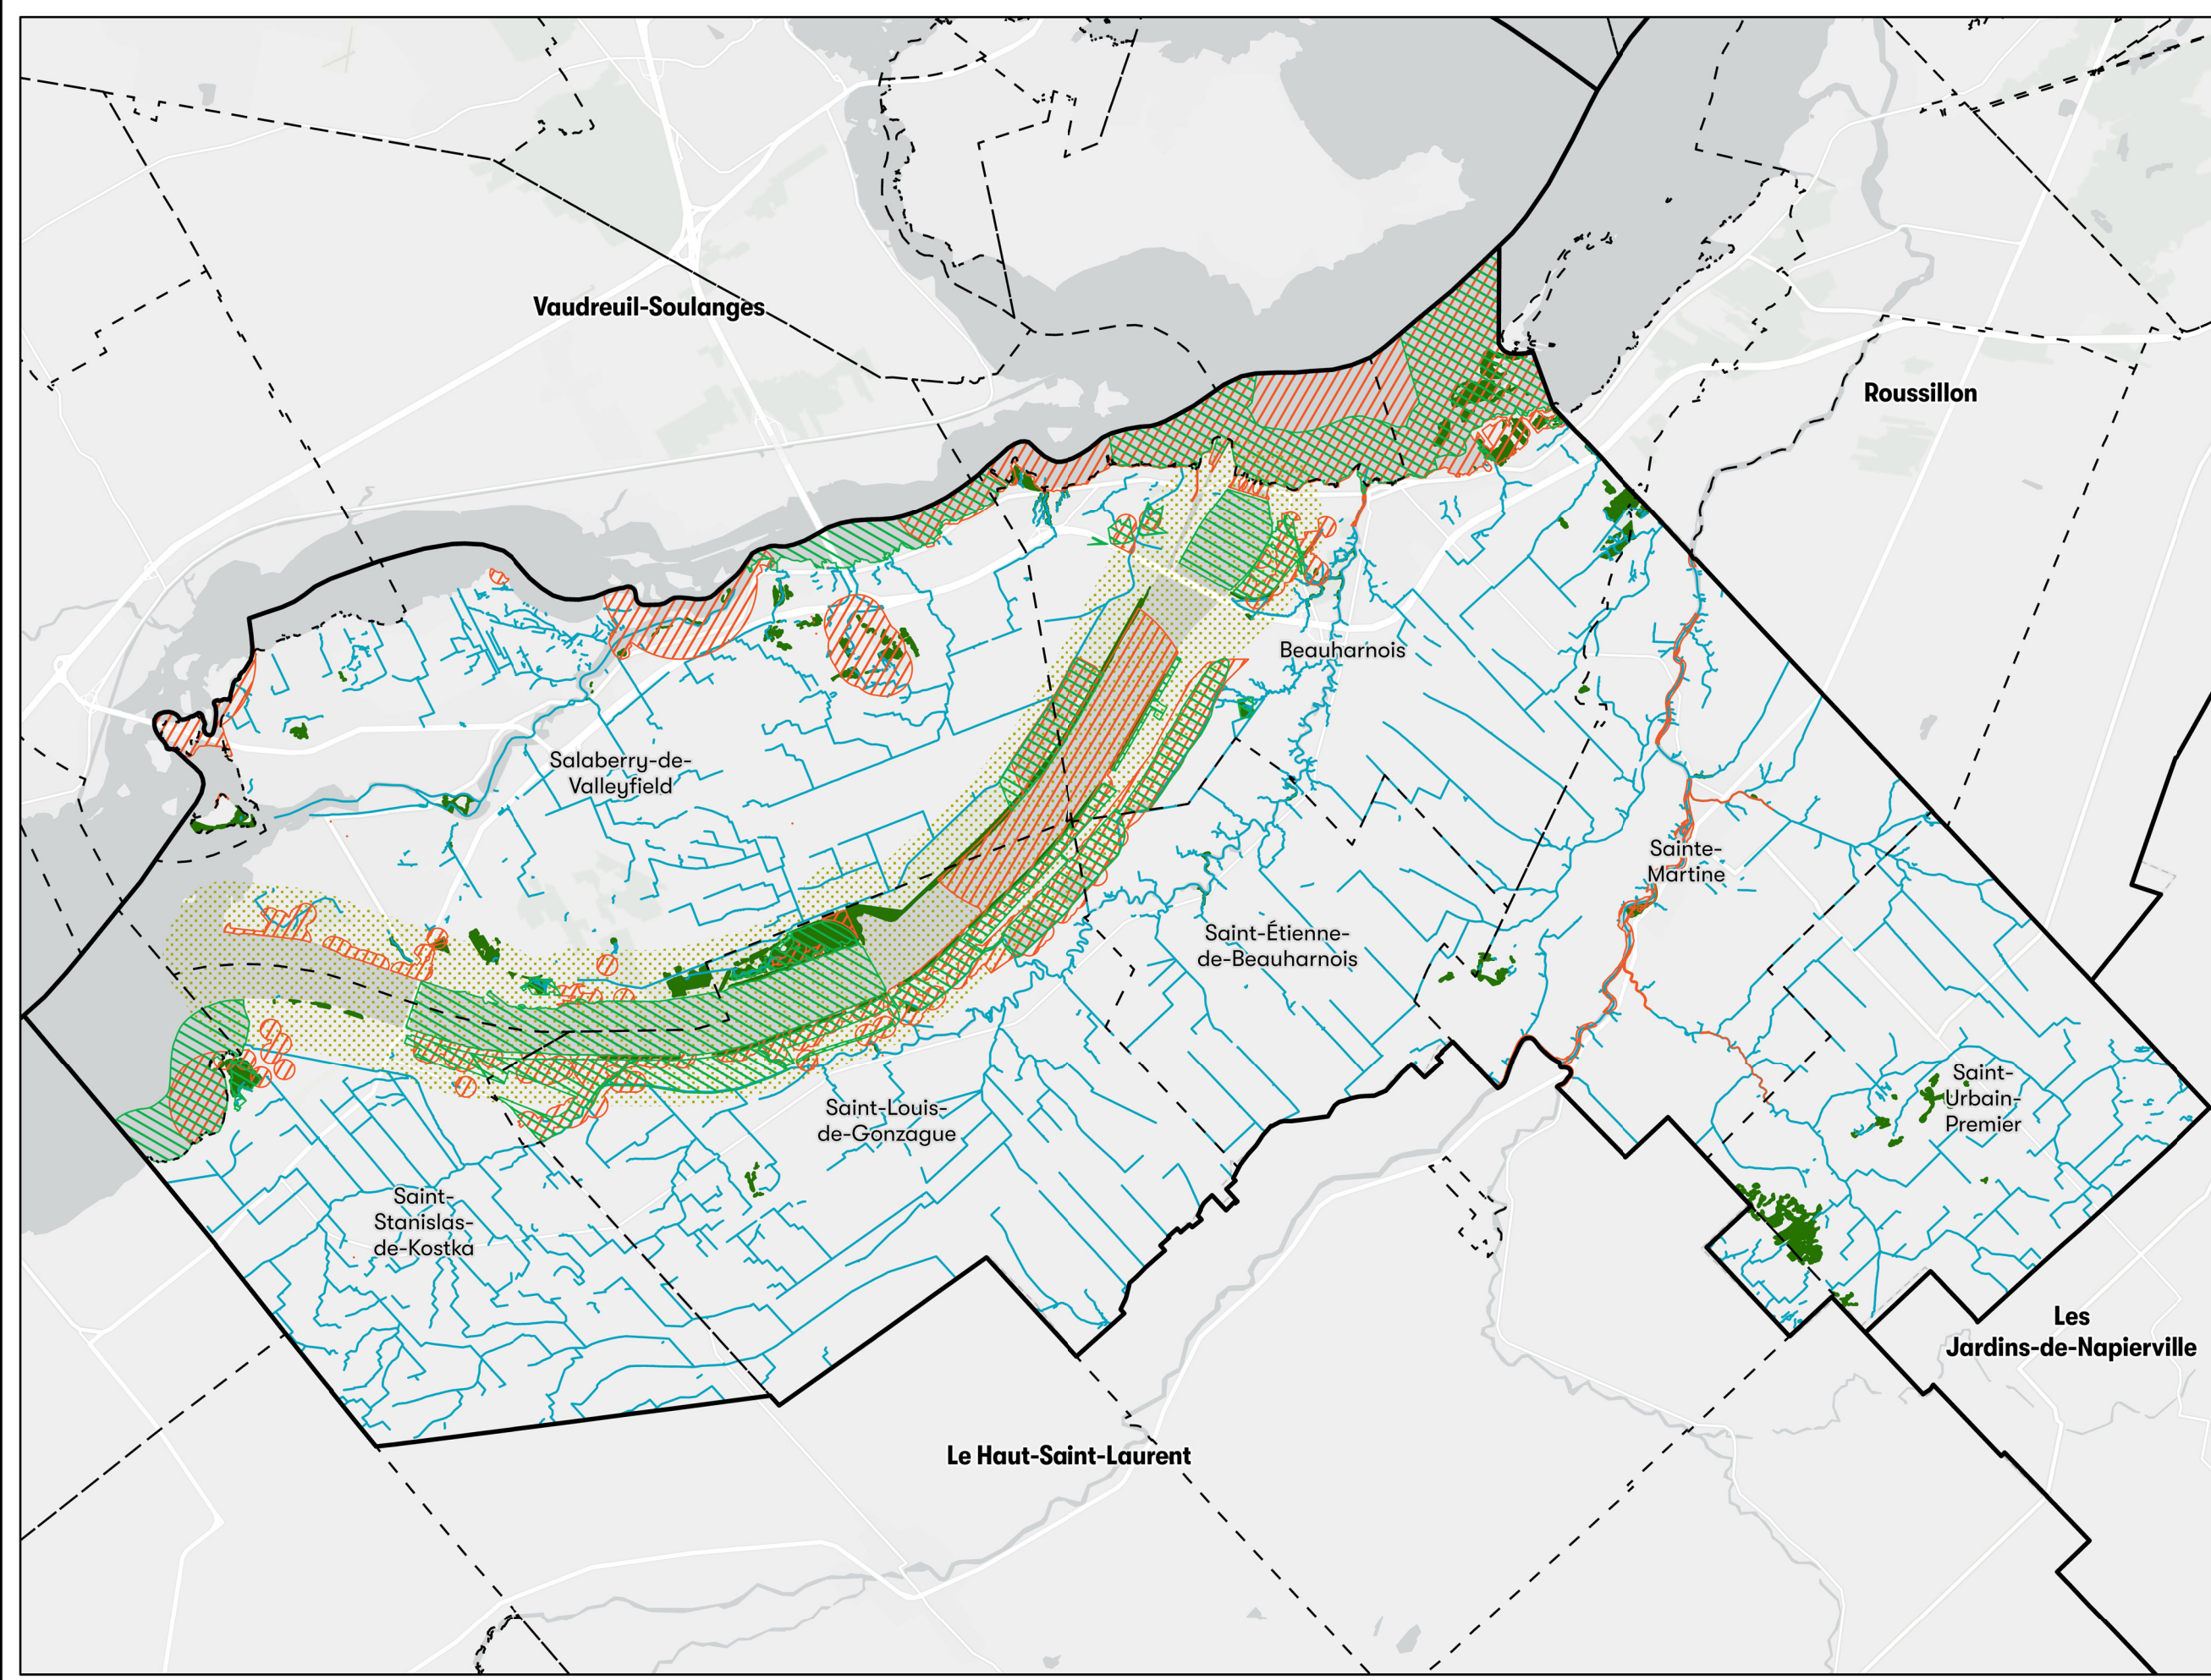 Vaudreuil-Soulanges
Roussillon
Beauharnois
Salaberry-de-
Valleyfield
Sainte-
Martine
Saint-Étienne-
de-Beauharnois
Saint-
Urbain-
Premier
Saint-Louis-
de-Gonzague
Saint-
Stanislas-
de-Kostka
Les
Jardins-de-Napierville
Le Haut-Saint-Laurent